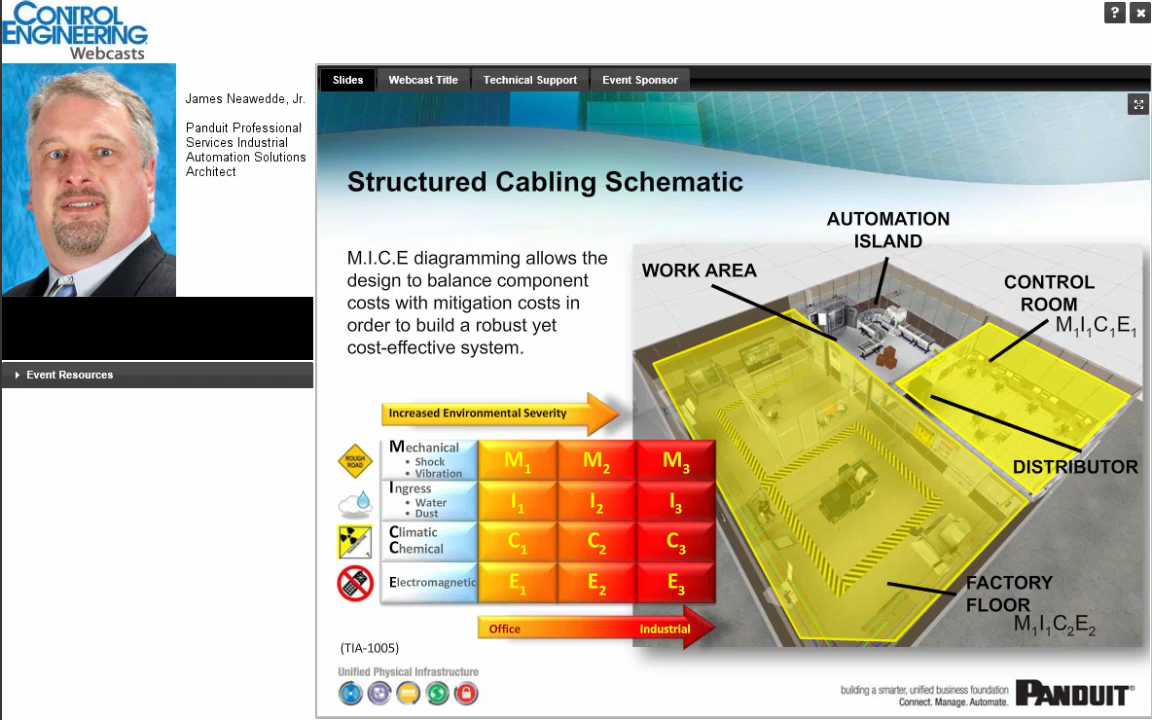 CONTROL
ENGINEERING
Webcasts
?
James Neawedde, Jr.
Panduit Professional
Services Industrial
Automation Solutions
Architect
Event Resources
Slides
Webcast Title
Technical Support
Event Sponsor
Structured Cabling Schematic
M.I.C.E diagramming allows the
design to balance component
costs with mitigation costs in
order to build a robust yet
cost-effective system.
AUTOMATION
ISLAND
WORK AREA
CONTROL
ROOM
M1I1C1E1
DISTRIBUTOR
FACTORY
FLOOR
M1I1C2E2
Increased Environmental Severity
ROUGH
ROAD
Mechanical
• Shock
• Vibration
M1 M2 M3
Ingress
• Water
• Dust
I1 I2 I3
Climatic
Chemical
C1 C2 C3
Electromagnetic
E1 E2 E3
Office Industrial
(TIA-1005)
Unified Physical Infrastructure
building a smarter, unified business foundation
Connect. Manage. Automate.
PANDUIT®